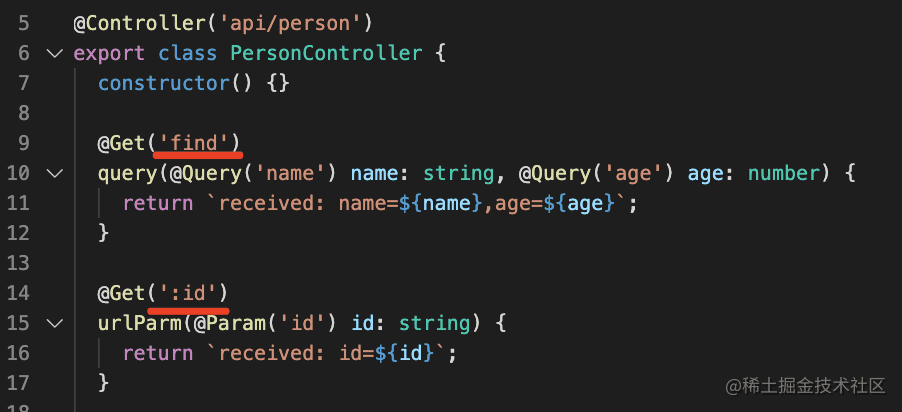 5 @Controller('api/person')
6 export class PersonController {
7 constructor() {}
8
9 @Get('find')
10 query(@Query('name') name: string, @Query('age') age: number) {
11 return `received: name=${name},age=${age}`;
12 }
13
14 @Get(':id')
15 urlParm(@Param('id') id: string) {
16 return `received: id=${id}`;
17 }
18
@稀土掘金技术社区